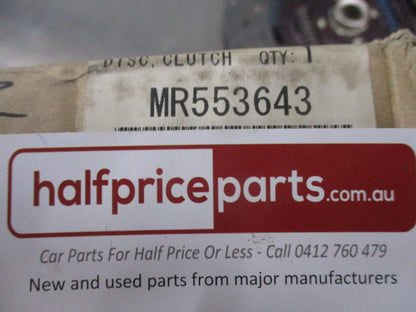 DISC, CLUTCH QTY: 1
MR553643
halfpriceparts.com.au
Car Parts For Half Price Or Less - Call 0412 760 479
New and used parts from major manufacturers